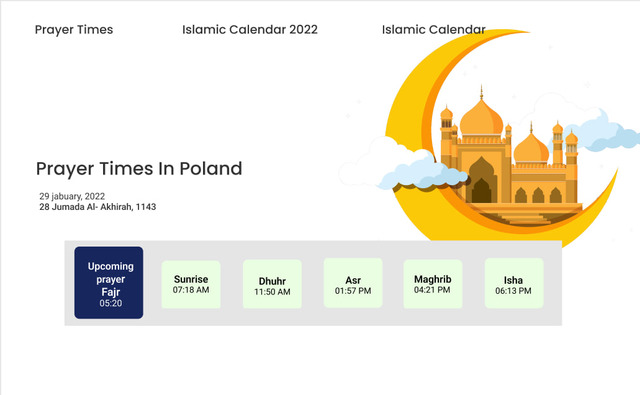 Prayer Times
Islamic Calendar 2022
Islamic Calendar
Prayer Times In Poland
29 jabuary, 2022
28 Jumada Al- Akhirah, 1143
Upcoming
prayer
Fajr
05:20
Sunrise
07:18 AM
Dhuhr
11:50 AM
Asr
01:57 PM
Maghrib
04:21 PM
Isha
06:13 PM